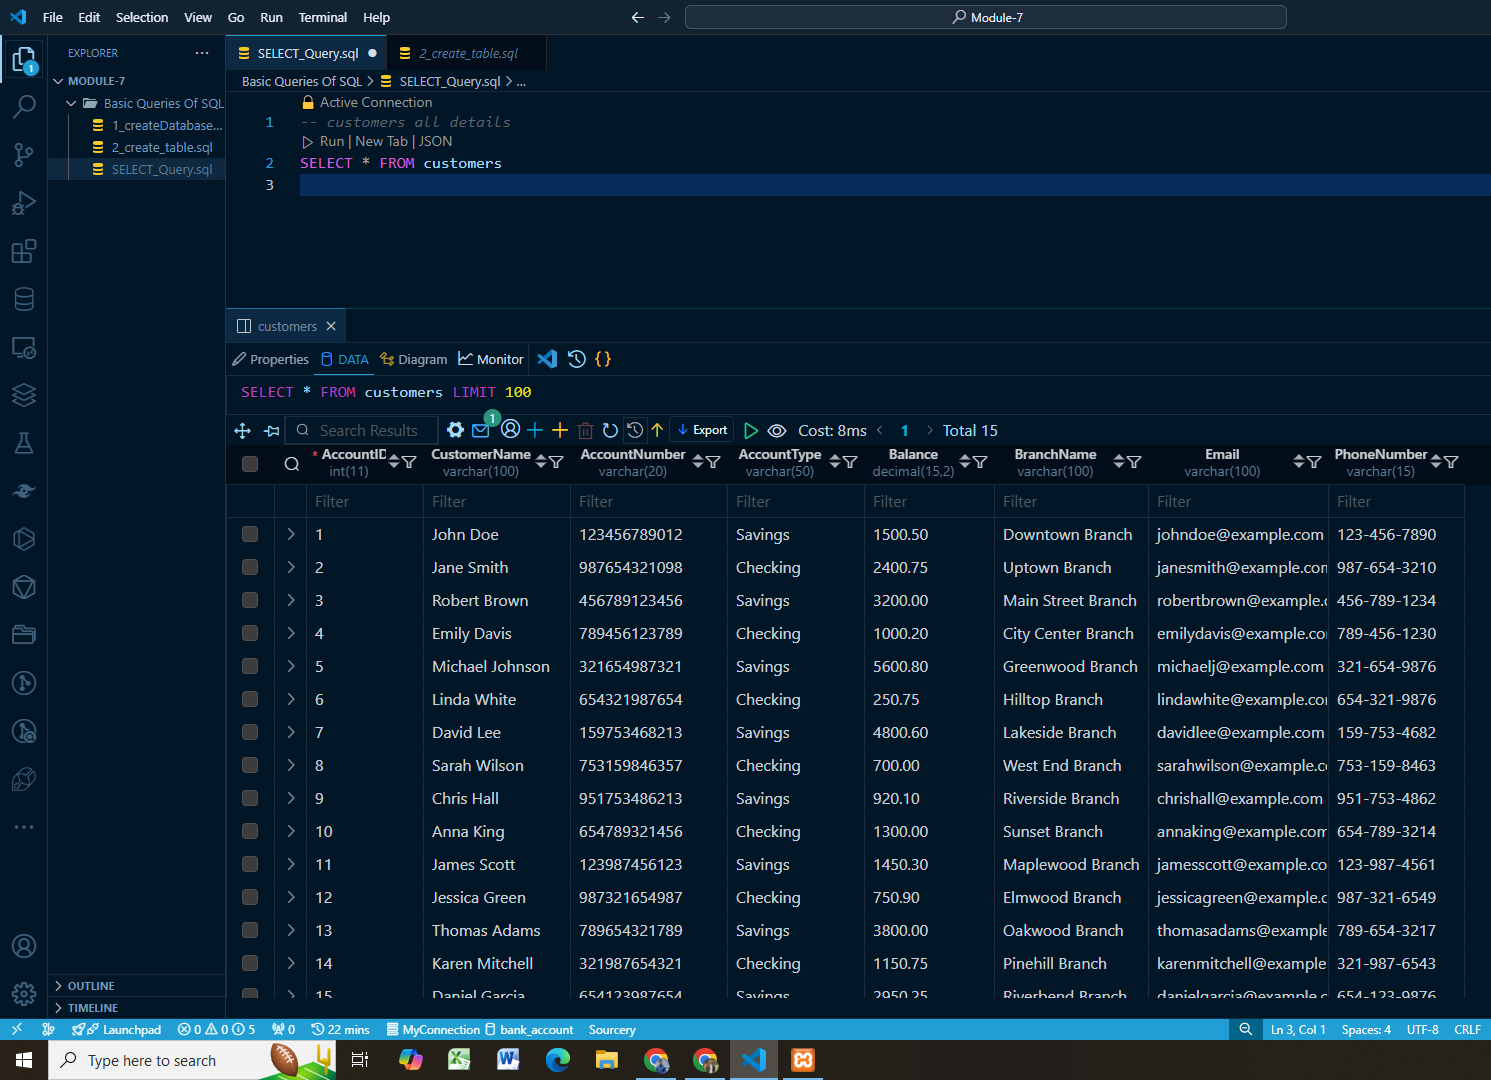 File Edit Selection View Go Run Terminal Help
Module-7
EXPLORER
MODULE-7
Basic Queries Of SQL
1_createDatabase...
2_create_table.sql
SELECT_Query.sql
OUTLINE
TIMELINE
SELECT_Query.sql 2_create_table.sql
Basic Queries Of SQL > SELECT_Query.sql > ...
Active Connection
1 -- customers all details
Run | New Tab | JSON
2 SELECT * FROM customers
3
customers
Properties DATA Diagram Monitor
SELECT * FROM customers LIMIT 100
Search Results 1 Export Cost: 8ms < 1 > Total 15
* AccountID CustomerName AccountNumber AccountType Balance BranchName Email PhoneNumber
int(11) varchar(100) varchar(20) varchar(50) decimal(15,2) varchar(100) varchar(100) varchar(15)
Filter Filter Filter Filter Filter Filter Filter Filter
1 John Doe 123456789012 Savings 1500.50 Downtown Branch johndoe@example.com 123-456-7890
2 Jane Smith 987654321098 Checking 2400.75 Uptown Branch janesmith@example.com 987-654-3210
3 Robert Brown 456789123456 Savings 3200.00 Main Street Branch robertbrown@example.c 456-789-1234
4 Emily Davis 789456123789 Checking 1000.20 City Center Branch emilydavis@example.co 789-456-1230
5 Michael Johnson 321654987321 Savings 5600.80 Greenwood Branch michaelj@example.com 321-654-9876
6 Linda White 654321987654 Checking 250.75 Hilltop Branch lindawhite@example.com 654-321-9876
7 David Lee 159753468213 Savings 4800.60 Lakeside Branch davidlee@example.com 159-753-4682
8 Sarah Wilson 753159846357 Checking 700.00 West End Branch sarahwilson@example.c 753-159-8463
9 Chris Hall 951753486213 Savings 920.10 Riverside Branch chrishall@example.com 951-753-4862
10 Anna King 654789321456 Checking 1300.00 Sunset Branch annaking@example.com 654-789-3214
11 James Scott 123987456123 Savings 1450.30 Maplewood Branch jamesscott@example.co 123-987-4561
12 Jessica Green 987321654987 Checking 750.90 Elmwood Branch jessicagreen@example.c 987-321-6549
13 Thomas Adams 789654321789 Savings 3800.00 Oakwood Branch thomasadams@example 789-654-3217
14 Karen Mitchell 321987654321 Checking 1150.75 Pinehill Branch karenmitchell@example 321-987-6543
15 Daniel Garcia 654123987654 Savings 2950.25 Riverbend Branch danielgarcia@example 654-123-9876
Launchpad 0 0 5 0 22 mins MyConnection bank_account Sourcery Ln 3, Col 1 Spaces: 4 UTF-8 CRLF
Type here to search